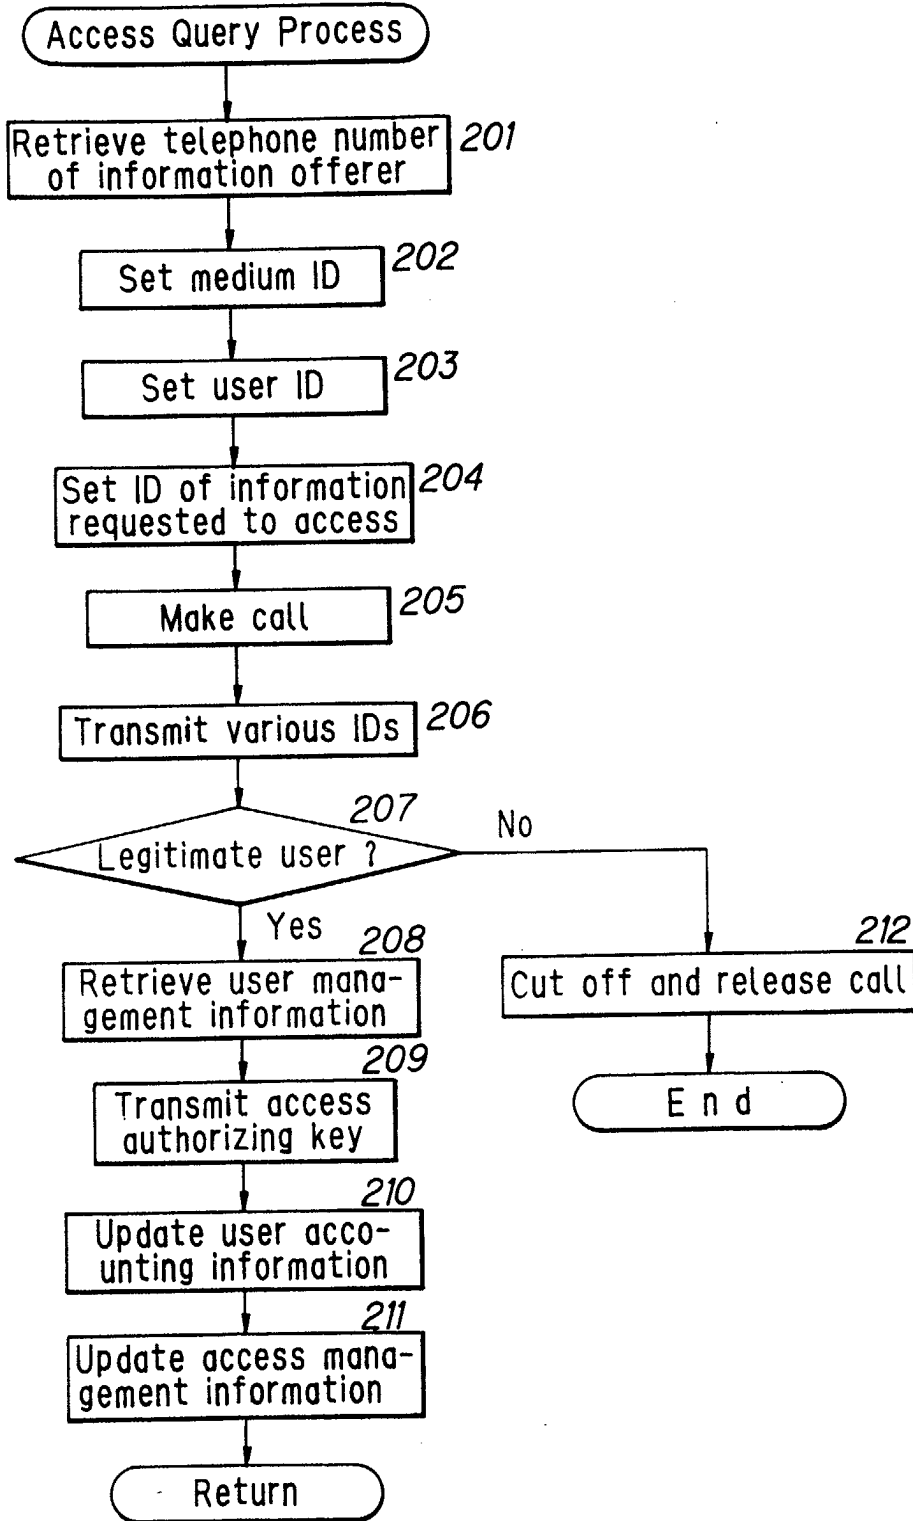 Access Query Process
Retrieve telephone number
of information offerer
201
Set medium ID
202
Set user ID
203
Set ID of information
requested to access
204
Make call
205
Transmit various IDs
206
207
Legitimate user ?
No
Yes
208
Retrieve user mana-
gement information
212
Cut off and release call
209
Transmit access
authorizing key
End
210
Update user acco-
unting information
211
Update access mana-
gement information
Return